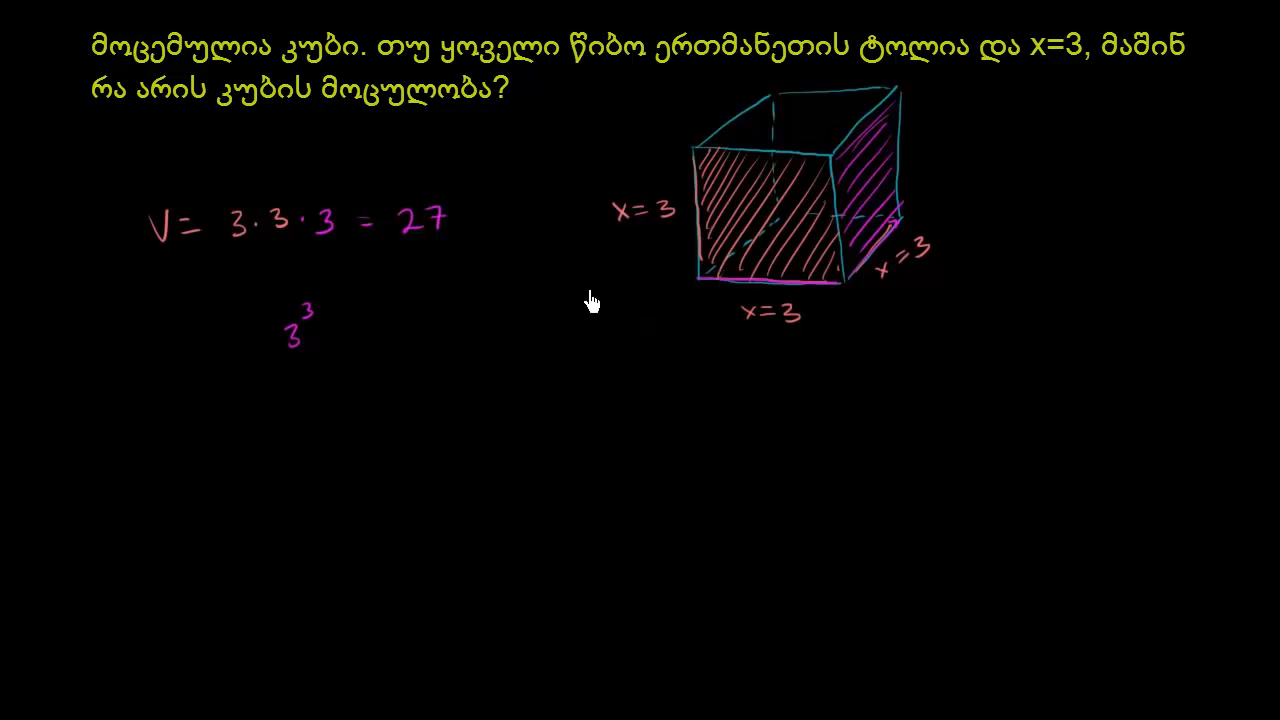 მოცემულია კუბი. თუ ყოველი წიბო ერთმანეთის ტოლია და x=3, მაშინ
რა არის კუბის მოცულობა?
V = 3 · 3 · 3 = 27
x = 3
x = 3
x = 3
3³